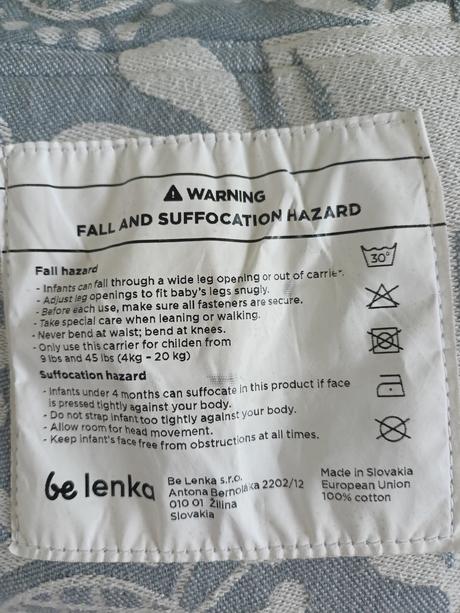 WARNING
FALL AND SUFFOCATION HAZARD
30°
Fall hazard
- Infants can fall through a wide leg opening or out of carrier.
- Adjust leg openings to fit baby's legs snugly.
- Before each use, make sure all fasteners are secure.
- Take special care when leaning or walking.
- Never bend at waist; bend at knees.
- Only use this carrier for childen from
9 lbs and 45 lbs (4kg - 20 kg)
Suffocation hazard
- Infants under 4 months can suffocate in this product if face
is pressed tightly against your body.
- Do not strap infant too tightly against your body.
- Allow room for head movement.
- Keep infant's face free from obstructions at all times.
be lenka
Be Lenka s.r.o.
Antona Bernoláka 2202/12
010 01 Žilina
Slovakia
Made in Slovakia
European Union
100% cotton